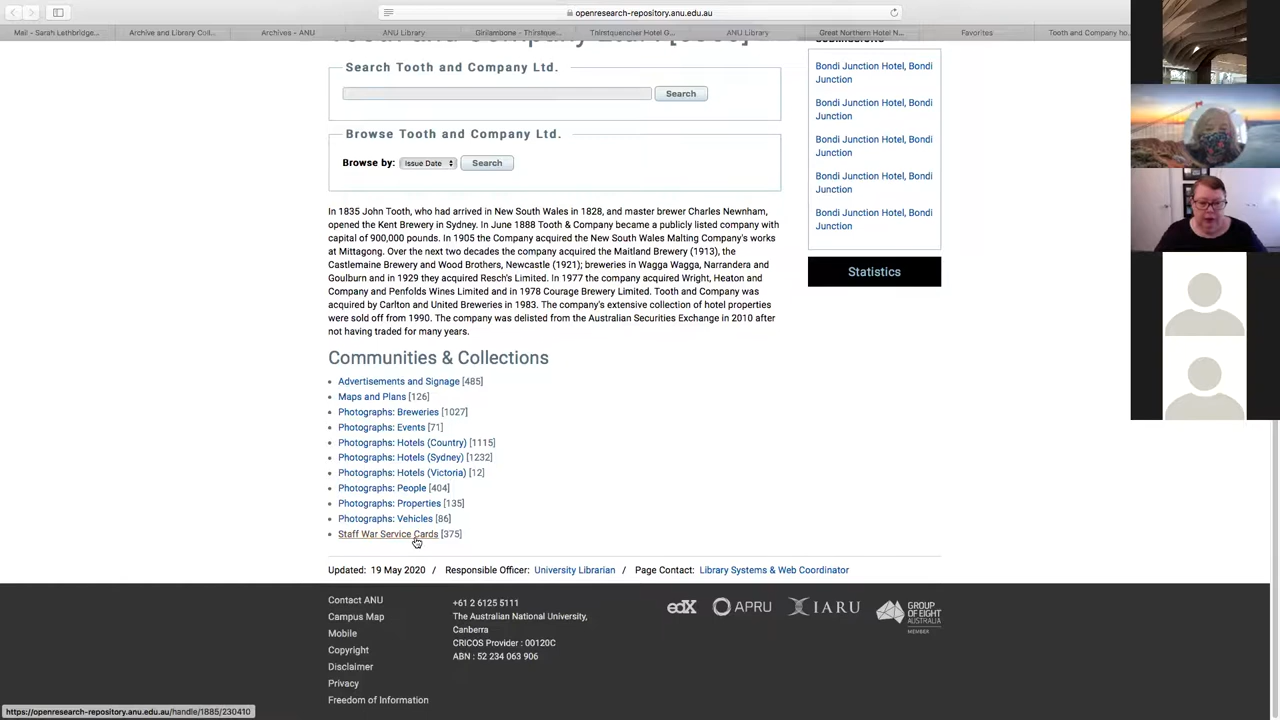 openresearch-repository.anu.edu.au
Mail - Sarah Lethbridge...
Archive and Library Coll...
Archives - ANU
ANU Library
Girilambone - Thirstque...
Thirstquencher Hotel G...
ANU Library
Great Northern Hotel N...
Favorites
Tooth and Company ho...
Search Tooth and Company Ltd.
Search
Browse Tooth and Company Ltd.
Browse by: Issue Date Search
In 1835 John Tooth, who had arrived in New South Wales in 1828, and master brewer Charles Newnham,
opened the Kent Brewery in Sydney. In June 1888 Tooth & Company became a publicly listed company with
capital of 900,000 pounds. In 1905 the Company acquired the New South Wales Malting Company's works
at Mittagong. Over the next two decades the company acquired the Maitland Brewery (1913), the
Castlemaine Brewery and Wood Brothers, Newcastle (1921); breweries in Wagga Wagga, Narrandera and
Goulburn and in 1929 they acquired Resch's Limited. In 1977 the company acquired Wright, Heaton and
Company and Penfolds Wines Limited and in 1978 Courage Brewery Limited. Tooth and Company was
acquired by Carlton and United Breweries in 1983. The company's extensive collection of hotel properties
were sold off from 1990. The company was delisted from the Australian Securities Exchange in 2010 after
not having traded for many years.
Communities & Collections
Advertisements and Signage [485]
Maps and Plans [126]
Photographs: Breweries [1027]
Photographs: Events [71]
Photographs: Hotels (Country) [1115]
Photographs: Hotels (Sydney) [1232]
Photographs: Hotels (Victoria) [12]
Photographs: People [404]
Photographs: Properties [135]
Photographs: Vehicles [86]
Staff War Service Cards [375]
Bondi Junction Hotel, Bondi
Junction
Bondi Junction Hotel, Bondi
Junction
Bondi Junction Hotel, Bondi
Junction
Bondi Junction Hotel, Bondi
Junction
Bondi Junction Hotel, Bondi
Junction
Statistics
Updated: 19 May 2020 / Responsible Officer: University Librarian / Page Contact: Library Systems & Web Coordinator
Contact ANU
Campus Map
Mobile
Copyright
Disclaimer
Privacy
Freedom of Information
+61 2 6125 5111
The Australian National University,
Canberra
CRICOS Provider : 00120C
ABN : 52 234 063 906
edX
APRU
IARU
GROUP
OF EIGHT
AUSTRALIA
MEMBER
https://openresearch-repository.anu.edu.au/handle/1885/230410